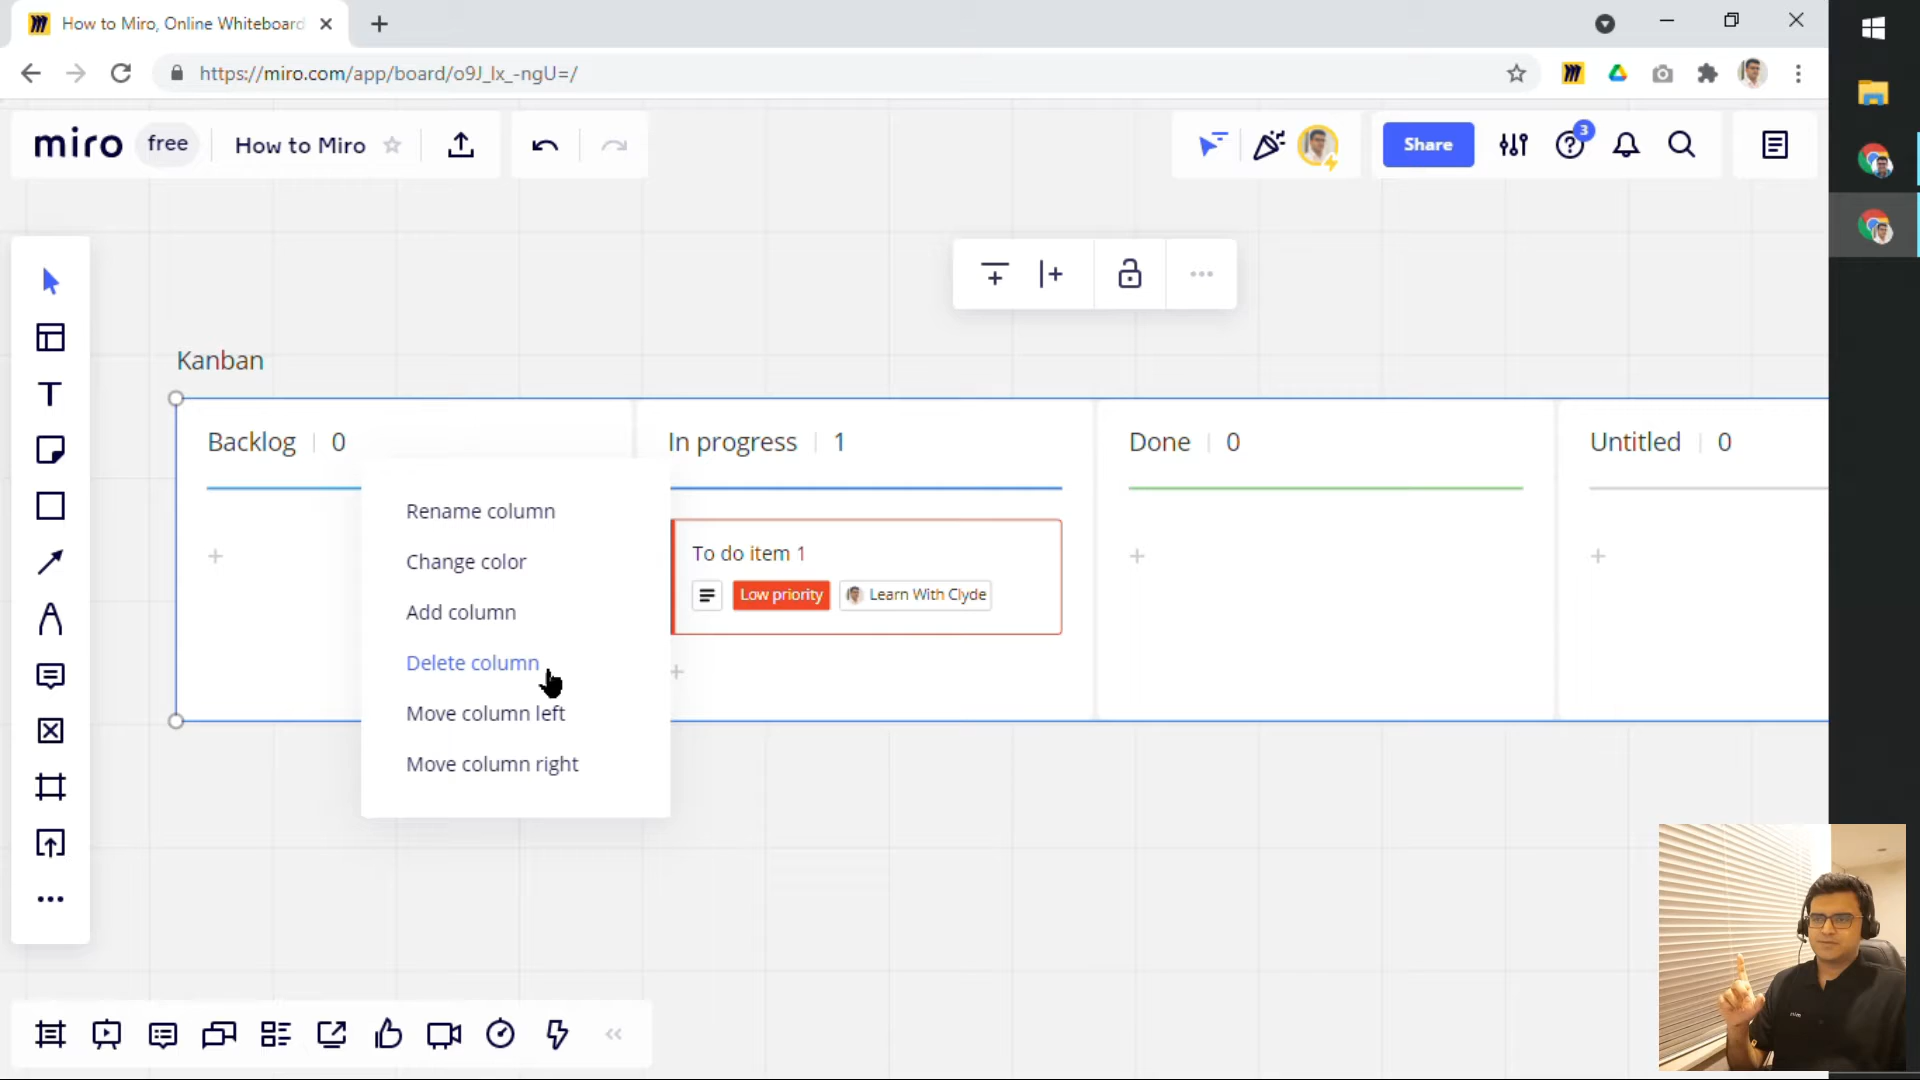 How to Miro, Online Whiteboard
https://miro.com/app/board/o9J_lx_-ngU=/
miro free How to Miro
Share 3
Kanban
Backlog 0 In progress 1 Done 0 Untitled 0
Rename column
Change color
Add column
Delete column
Move column left
Move column right
To do item 1
Low priority Learn With Clyde